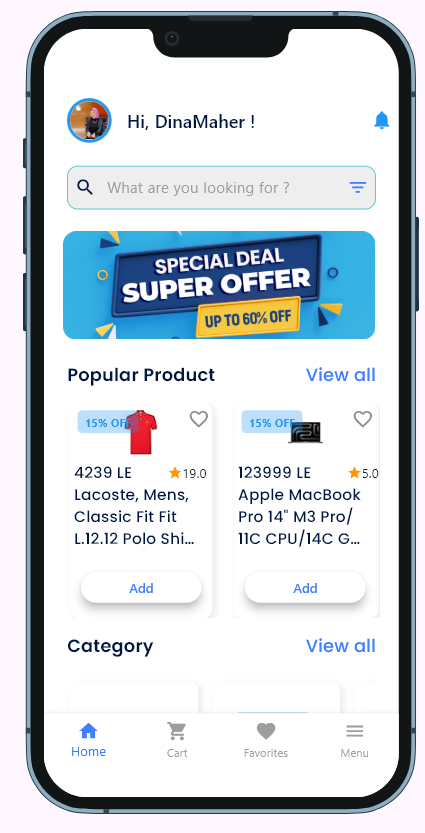 Hi, DinaMaher !
What are you looking for ?
SPECIAL DEAL
SUPER OFFER
UP TO 60% OFF
Popular Product View all
15% OFF 15% OFF
4239 LE 19.0 123999 LE 5.0
Lacoste, Mens, Apple MacBook
Classic Fit Fit Pro 14" M3 Pro/
L.12.12 Polo Shi... 11C CPU/14C G...
Add Add
Category View all
Home Cart Favorites Menu